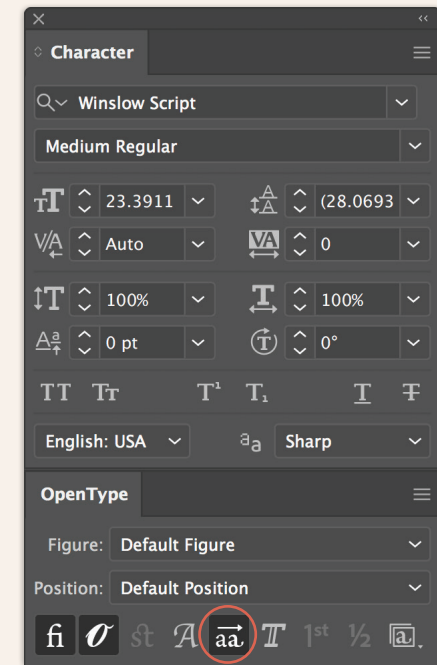 Character
Winslow Script
Medium Regular
23.3911 (28.0693
Auto 0
100% 100%
0 pt 0°
TT Tт T¹ T₁ T Ŧ
English: USA aa Sharp
OpenType
Figure: Default Figure
Position: Default Position
fi o st A aa T 1st ½ a